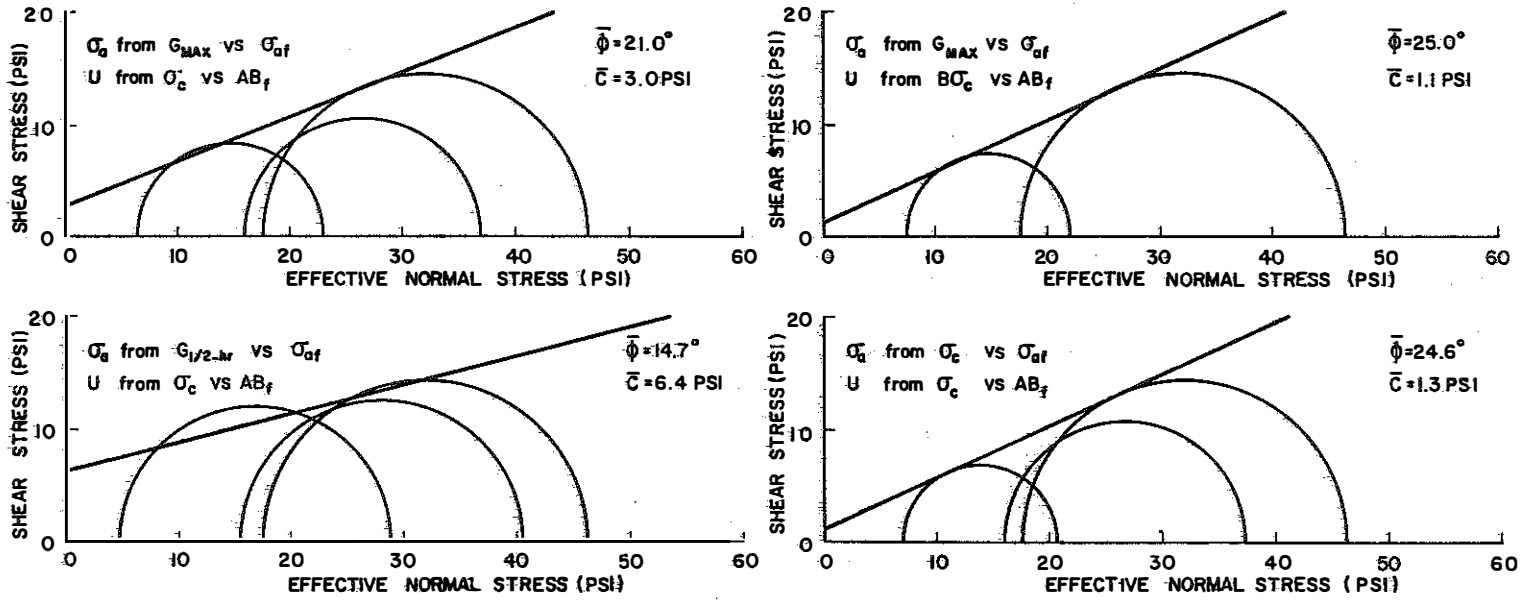 20
σa from GMAX vs σaf
U from σc vs ABf
ϕ̄=21.0°
C̄=3.0 PSI
10
0
0 10 20 30 40 50 60
SHEAR STRESS (PSI)
EFFECTIVE NORMAL STRESS (PSI)
20
σa from GMAX vs σaf
U from Bσc vs ABf
ϕ̄=25.0°
C̄=1.1 PSI
10
0
0 10 20 30 40 50 60
SHEAR STRESS (PSI)
EFFECTIVE NORMAL STRESS (PSI)
20
σa from G1/2-hr vs σaf
U from σc vs ABf
ϕ̄=14.7°
C̄=6.4 PSI
10
0
0 10 20 30 40 50 60
SHEAR STRESS (PSI)
EFFECTIVE NORMAL STRESS (PSI)
20
σa from σc vs σaf
U from σc vs ABf
ϕ̄=24.6°
C̄=1.3 PSI
10
0
0 10 20 30 40 50 60
SHEAR STRESS (PSI)
EFFECTIVE NORMAL STRESS (PSI)